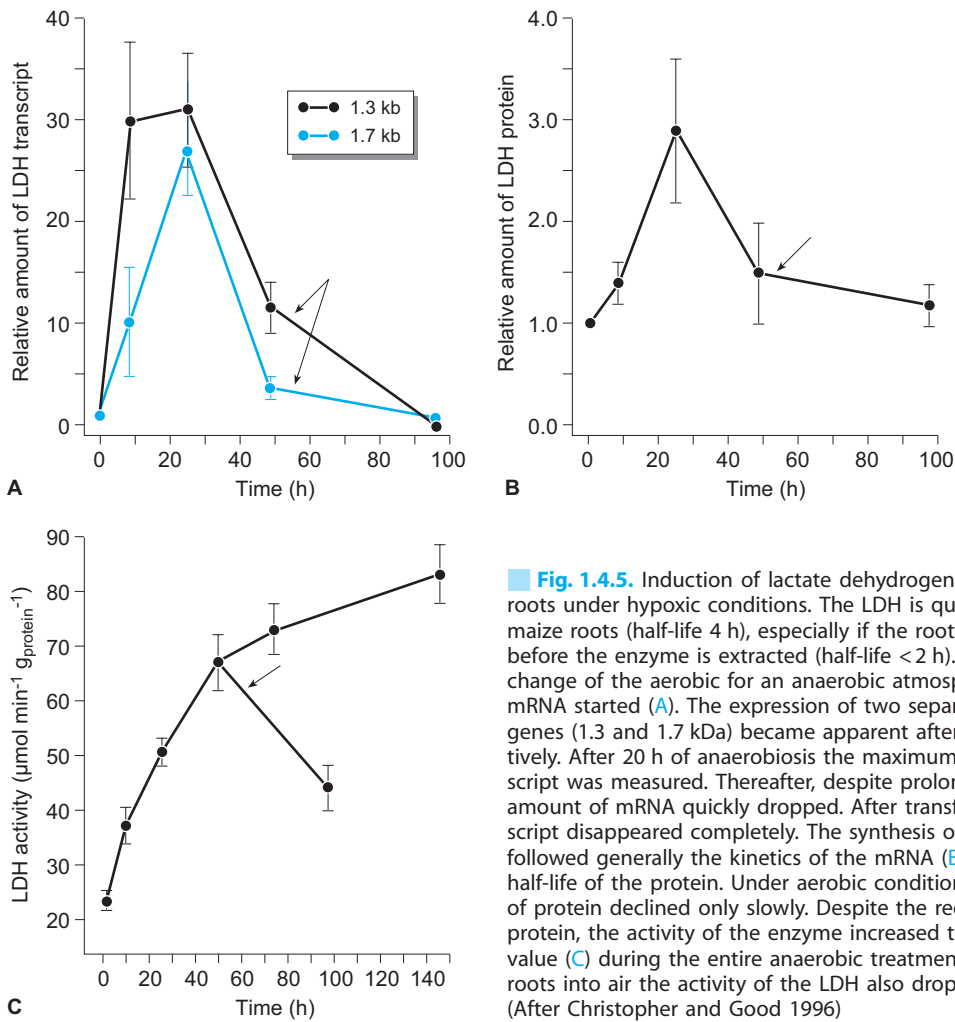 40
30
20
10
0
Relative amount of LDH transcript
1.3 kb
1.7 kb
0 20 40 60 80 100
Time (h)
A
4.0
3.0
2.0
1.0
0.0
Relative amount of LDH protein
0 20 40 60 80 100
Time (h)
B
90
80
70
60
50
40
30
20
LDH activity (µmol min-1 gprotein-1)
0 20 40 60 80 100 120 140
Time (h)
C
Fig. 1.4.5. Induction of lactate dehydrogen
roots under hypoxic conditions. The LDH is qu
maize roots (half-life 4 h), especially if the root
before the enzyme is extracted (half-life < 2 h).
change of the aerobic for an anaerobic atmosp
mRNA started (A). The expression of two separ
genes (1.3 and 1.7 kDa) became apparent after
tively. After 20 h of anaerobiosis the maximum
script was measured. Thereafter, despite prolon
amount of mRNA quickly dropped. After transf
script disappeared completely. The synthesis o
followed generally the kinetics of the mRNA (B
half-life of the protein. Under aerobic condition
of protein declined only slowly. Despite the re
protein, the activity of the enzyme increased t
value (C) during the entire anaerobic treatmen
roots into air the activity of the LDH also drop
(After Christopher and Good 1996)